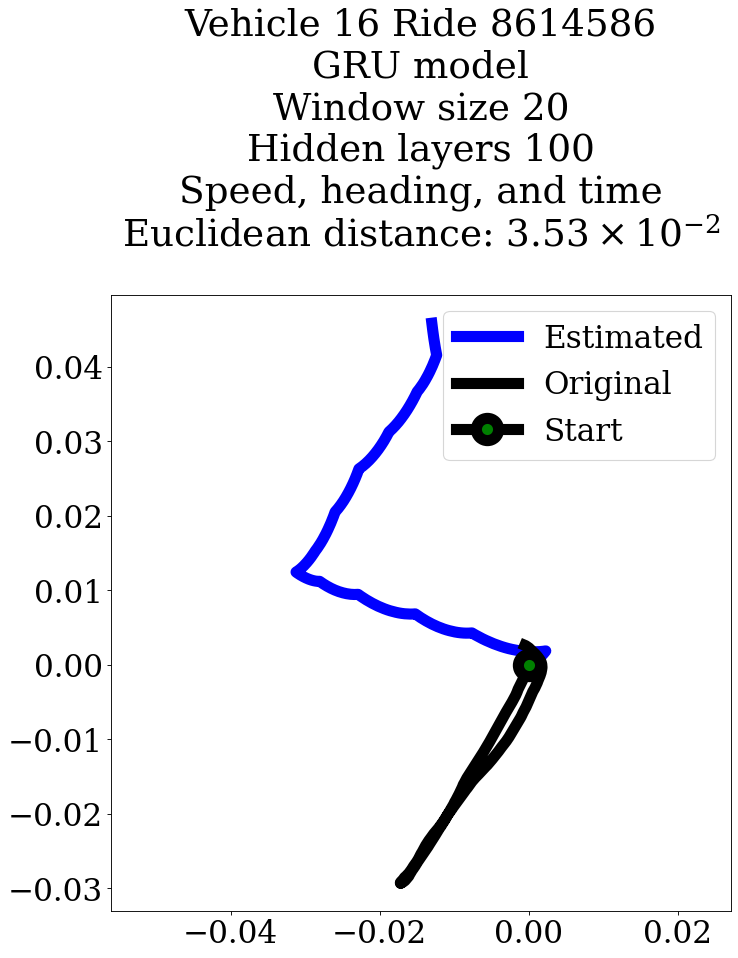 Vehicle 16 Ride 8614586
GRU model
Window size 20
Hidden layers 100
Speed, heading, and time
Euclidean distance: 3.53 × 10⁻²
Estimated
Original
Start
0.04
0.03
0.02
0.01
0.00
−0.01
−0.02
−0.03
−0.04 −0.02 0.00 0.02